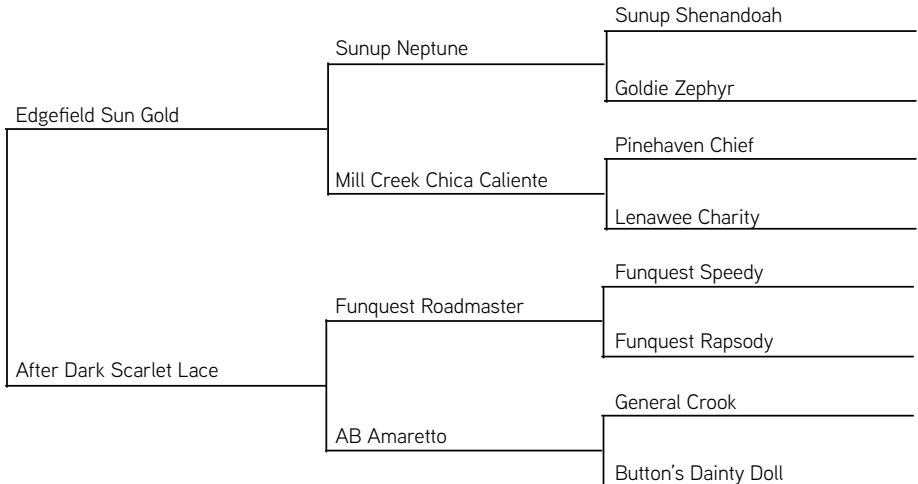 Sunup Shenandoah
Sunup Neptune
Goldie Zephyr
Edgefield Sun Gold
Pinehaven Chief
Mill Creek Chica Caliente
Lenawee Charity
Funquest Speedy
Funquest Roadmaster
Funquest Rapsody
After Dark Scarlet Lace
General Crook
AB Amaretto
Button's Dainty Doll